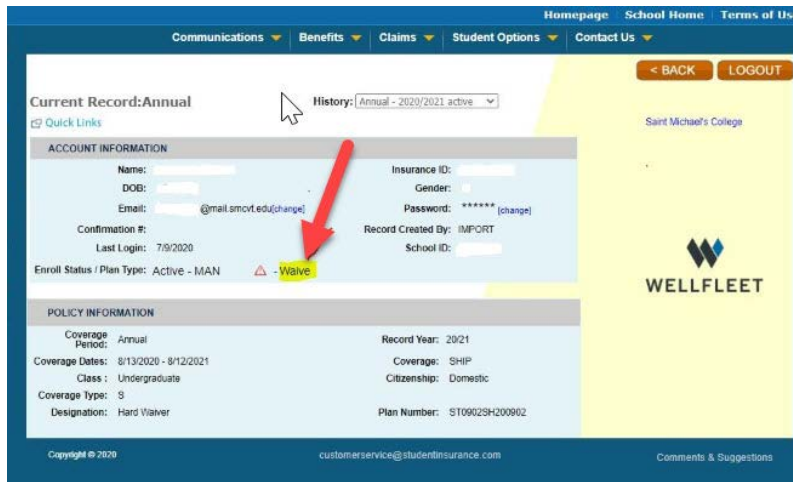 Homepage School Home Terms of Us
Communications Benefits Claims Student Options Contact Us
< BACK LOGOUT
Current Record:Annual
History: Annual - 2020/2021 active
Quick Links
Saint Michael's College
ACCOUNT INFORMATION
Name:
Insurance ID:
DOB:
Gender:
Email: @mail.smcvt.edu[change]
Password: ****** [change]
Confirmation #:
Record Created By: IMPORT
Last Login: 7/9/2020
School ID:
Enroll Status / Plan Type: Active - MAN - Waive
WELLFLEET
POLICY INFORMATION
Coverage Period: Annual
Record Year: 20/21
Coverage Dates: 8/13/2020 - 8/12/2021
Coverage: SHIP
Class : Undergraduate
Citizenship: Domestic
Coverage Type: S
Designation: Hard Waiver
Plan Number: ST0902SH200902
Copyright © 2020
customerservice@studentinsurance.com
Comments & Suggestions